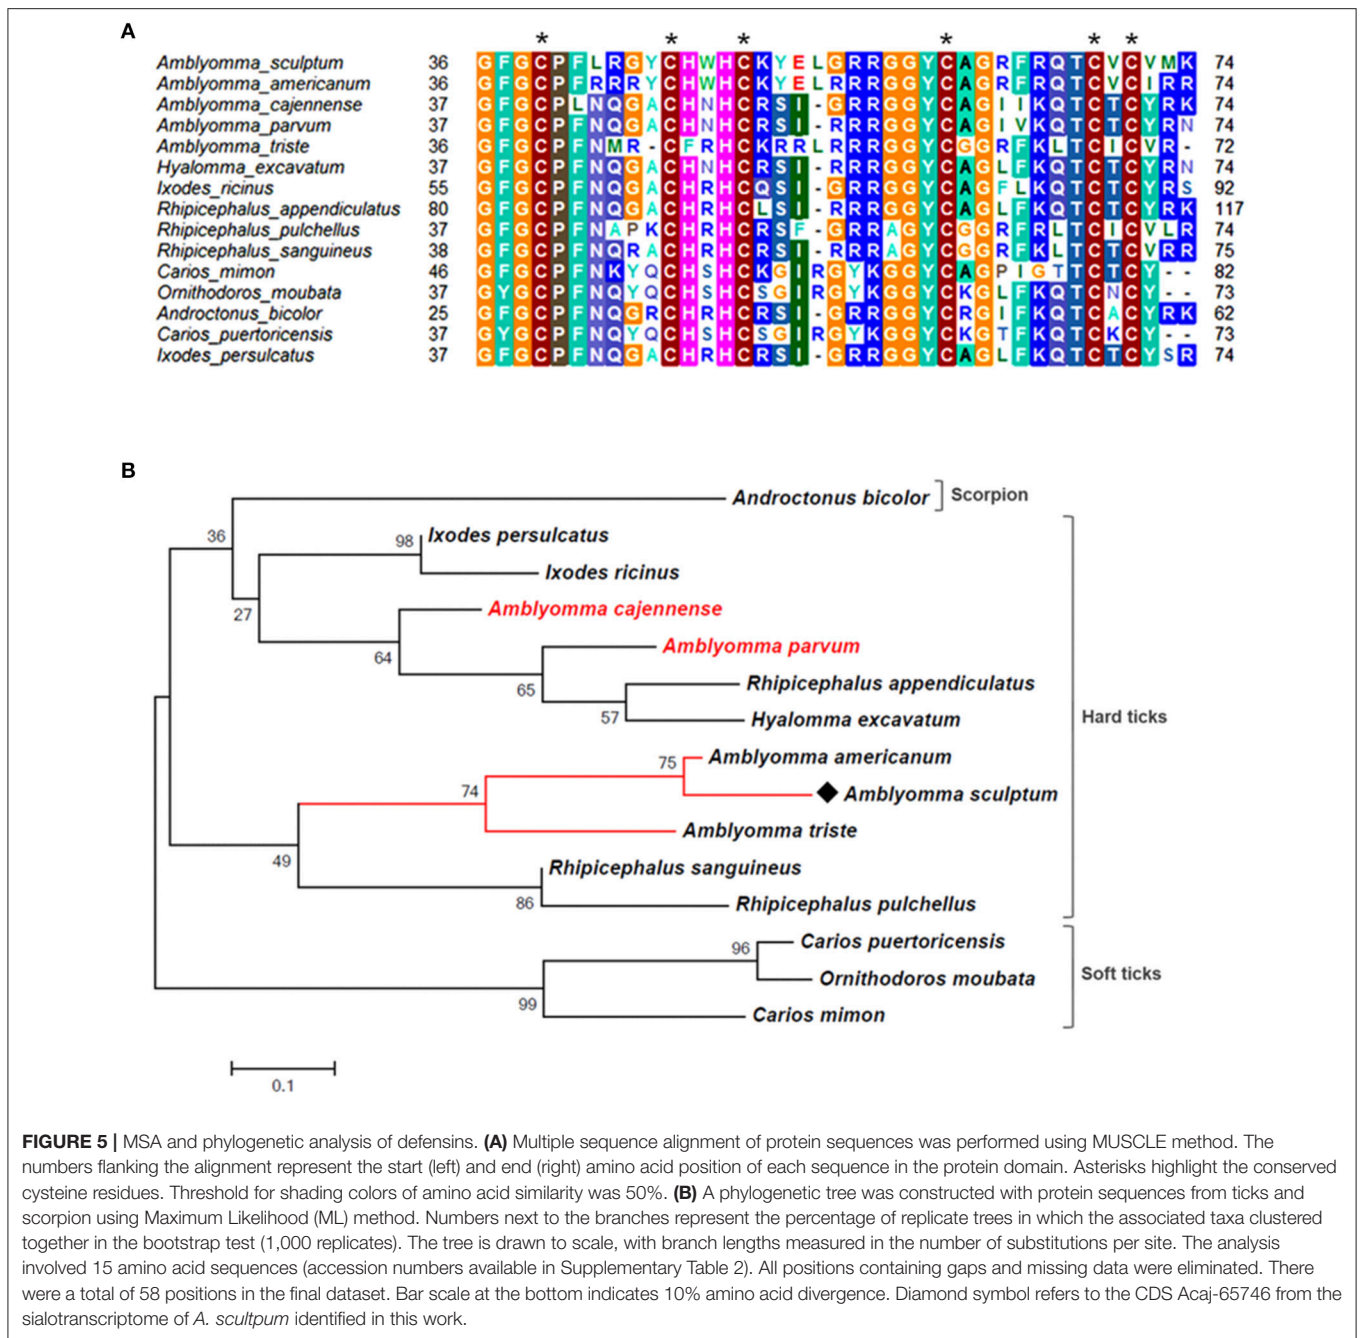 A
* * * * * *
Amblyomma_sculptum 36 GFGCPFLRGYCHWHCKYELGRRGGYCAGRFRQTCVCVMK 74
Amblyomma_americanum 36 GFGCPFRRRYCHWHCKYELRRRGGYCAGRFRQTCVCIRR 74
Amblyomma_cajennense 37 GFGCPLNQGACHNHCRSI-GRRGGYCAGIIKQTCTCYRK 74
Amblyomma_parvum 37 GFGCPFNQGACHNHCRSI-RRRGGYCAGIVKQTCTCYRN 74
Amblyomma_triste 36 GFGCPFNMR-CFRHCKRRLRRRGGYCGGRFKLTCICVR- 72
Hyalomma_excavatum 37 GFGCPFNQGACHNHCRSI-RRRGGYCAGLFKQTCTCYRN 74
Ixodes_ricinus 55 GFGCPFNQGACHRHCQSI-GRRGGYCAGFLKQTCTCYRS 92
Rhipicephalus_appendiculatus 80 GFGCPFNQGACHRHCLSI-RRRGGYCAGLFKQTCTCYRK 117
Rhipicephalus_pulchellus 37 GFGCPFNAPKCHRHCRSF-GRRAGYCGGRFRLTCICVLR 74
Rhipicephalus_sanguineus 38 GFGCPFNQRACHRHCRSI-RRRAGYCGGRFKLTCTCVRR 75
Carios_mimon 46 GFGCPFNKYQCHSHCKGIRGYKGGYCAGPIGTTCTCY-- 82
Ornithodoros_moubata 37 GYGCPFNQYQCHSHCSGIRGYKGGYCKGLFKQTCNCY-- 73
Androctonus_bicolor 25 GFGCPFNQGRCHRHCRSI-GRRGGYCRGIFKQTCACYRK 62
Carios_puertoricensis 37 GYGCPFNQYQCHSHCSGIRGYKGGYCKGTFKQTCKCY-- 73
Ixodes_persulcatus 37 GFGCPFNQGACHRHCRSI-GRRGGYCAGLFKQTCTCYSR 74
B
Androctonus bicolor Scorpion
36
Ixodes persulcatus
98
Ixodes ricinus
27
Amblyomma cajennense
64
Amblyomma parvum
65
Rhipicephalus appendiculatus
57
Hyalomma excavatum
Hard ticks
Amblyomma americanum
75
Amblyomma sculptum
74
Amblyomma triste
49
Rhipicephalus sanguineus
86
Rhipicephalus pulchellus
Carios puertoricensis
96
Ornithodoros moubata
Soft ticks
99
Carios mimon
0.1
FIGURE 5 | MSA and phylogenetic analysis of defensins. (A) Multiple sequence alignment of protein sequences was performed using MUSCLE method. The
numbers flanking the alignment represent the start (left) and end (right) amino acid position of each sequence in the protein domain. Asterisks highlight the conserved
cysteine residues. Threshold for shading colors of amino acid similarity was 50%. (B) A phylogenetic tree was constructed with protein sequences from ticks and
scorpion using Maximum Likelihood (ML) method. Numbers next to the branches represent the percentage of replicate trees in which the associated taxa clustered
together in the bootstrap test (1,000 replicates). The tree is drawn to scale, with branch lengths measured in the number of substitutions per site. The analysis
involved 15 amino acid sequences (accession numbers available in Supplementary Table 2). All positions containing gaps and missing data were eliminated. There
were a total of 58 positions in the final dataset. Bar scale at the bottom indicates 10% amino acid divergence. Diamond symbol refers to the CDS Acaj-65746 from the
sialotranscriptome of A. scultpum identified in this work.